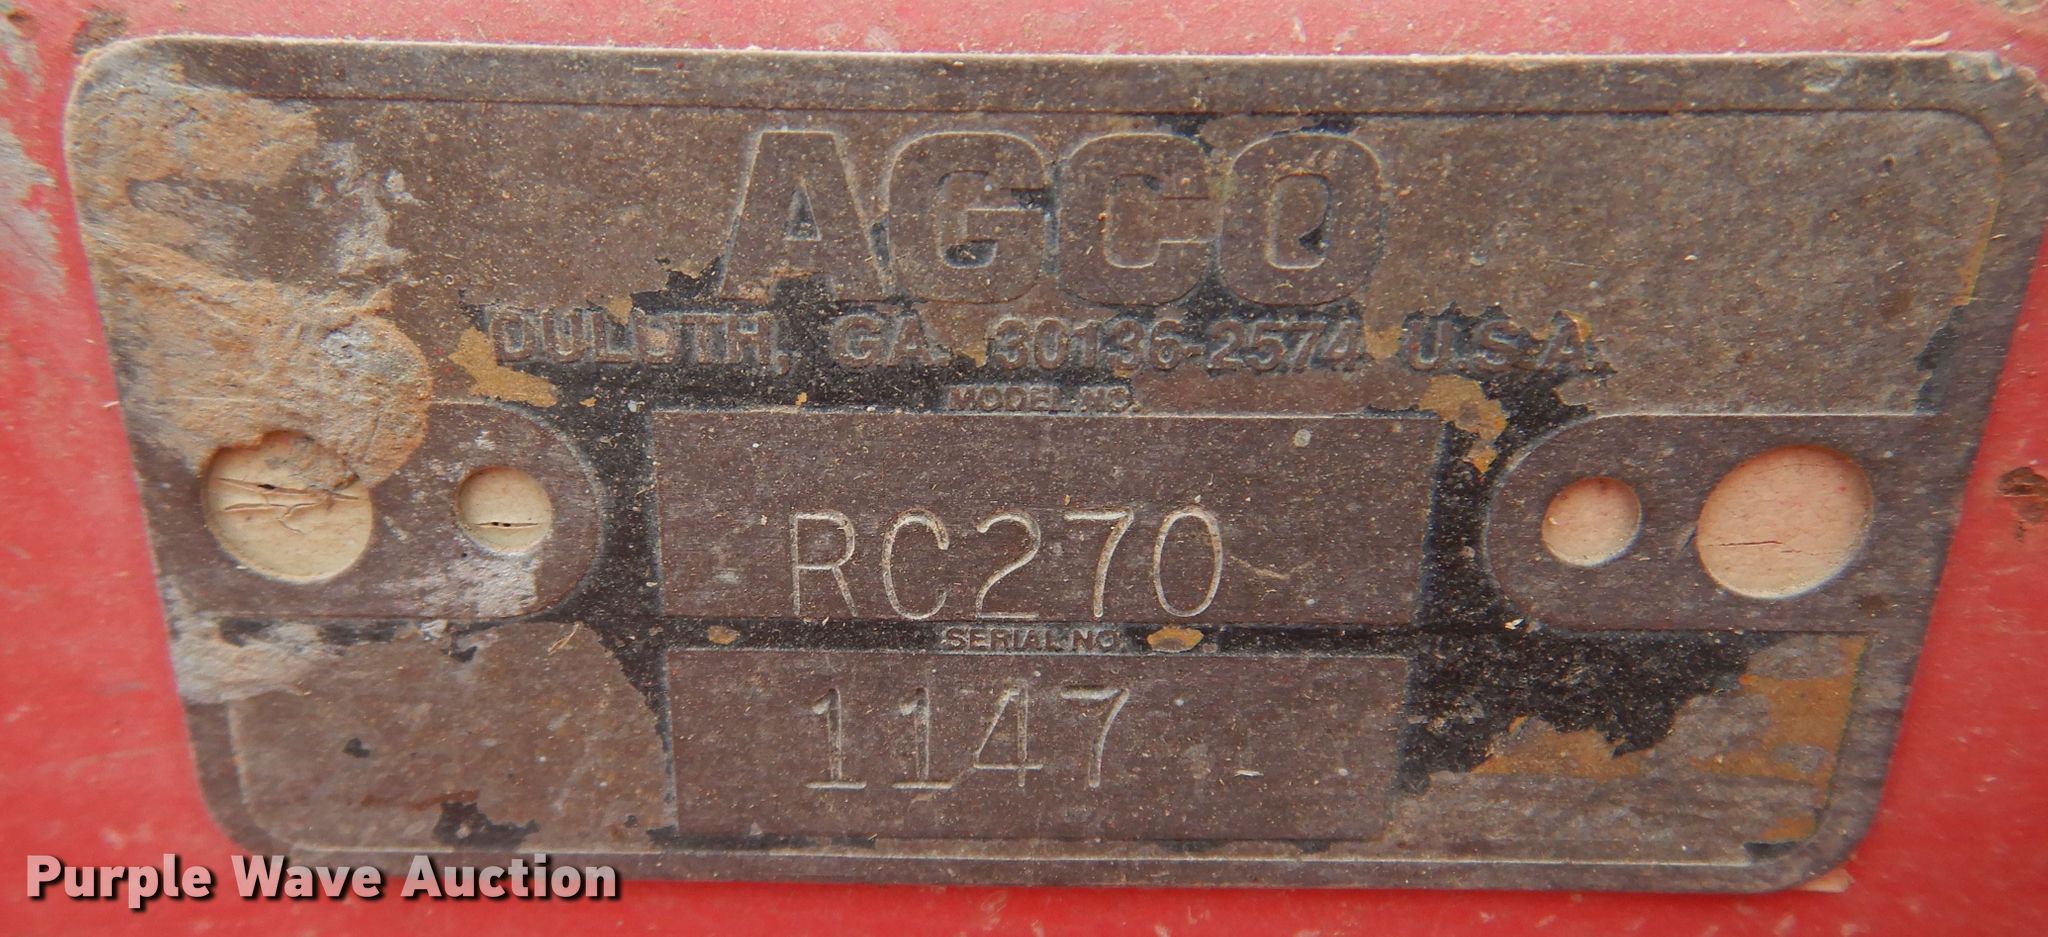 AGCO
DULUTH, GA. 30136-2574 U.S.A.
MODEL NO.
RC270
SERIAL NO.
1147
Purple Wave Auction